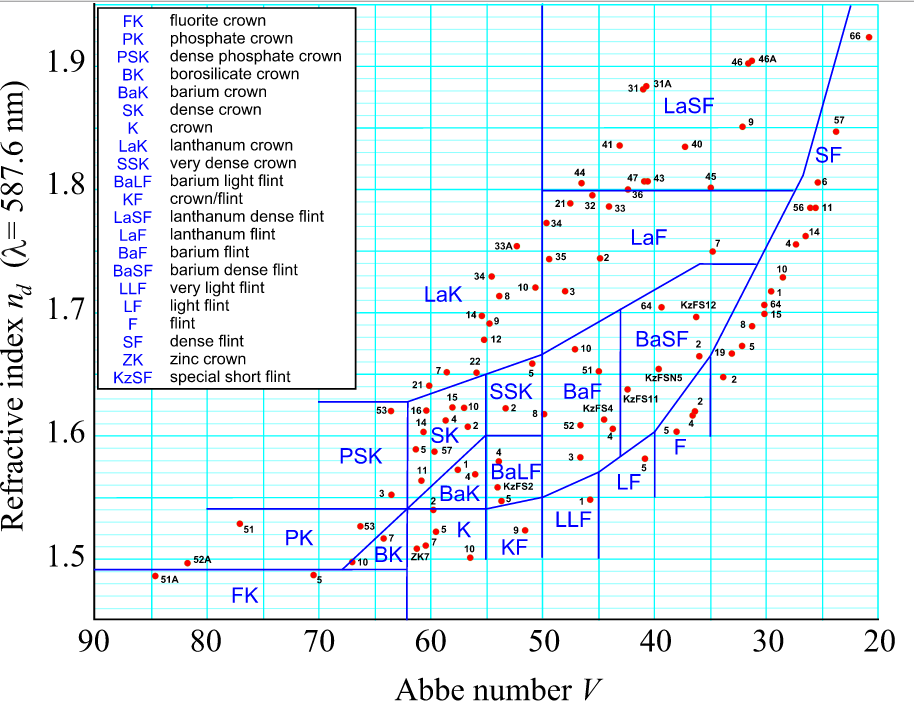 FK fluorite crown
PK phosphate crown
PSK dense phosphate crown
BK borosilicate crown
BaK barium crown
SK dense crown
K crown
LaK lanthanum crown
SSK very dense crown
BaLF barium light flint
KF crown/flint
LaSF lanthanum dense flint
LaF lanthanum flint
BaF barium flint
BaSF barium dense flint
LLF very light flint
LF light flint
F flint
SF dense flint
ZK zinc crown
KzSF special short flint
Refractive index nd (λ= 587.6 nm)
1.9
1.8
1.7
1.6
1.5
66
46 46A
31 31A
LaSF
9
57
41 40
SF
44 47 43 45 6
36
21 32 33 56 11
34
LaF 14
33A 7 4
35 2
34 10
10 3 1
LaK 8
64 KzFS12 64
14 9 15
8
12 BaSF
10 2 19 5
22 5
7 51 KzFSN5 2
21 SSK BaF
KzFS11
15 10 2 8 KzFS4 2
53 16 4
14 4 2 52 4 5 F
SK
5 57
PSK 4 3 5
11 1 BaLF
4 LF
3 BaK KzFS2
2 5 1
LLF
51 53 K
PK 7 5 9
BK 7 KF
ZK7
52A 10 10
51A 5
FK
90 80 70 60 50 40 30 20
Abbe number V